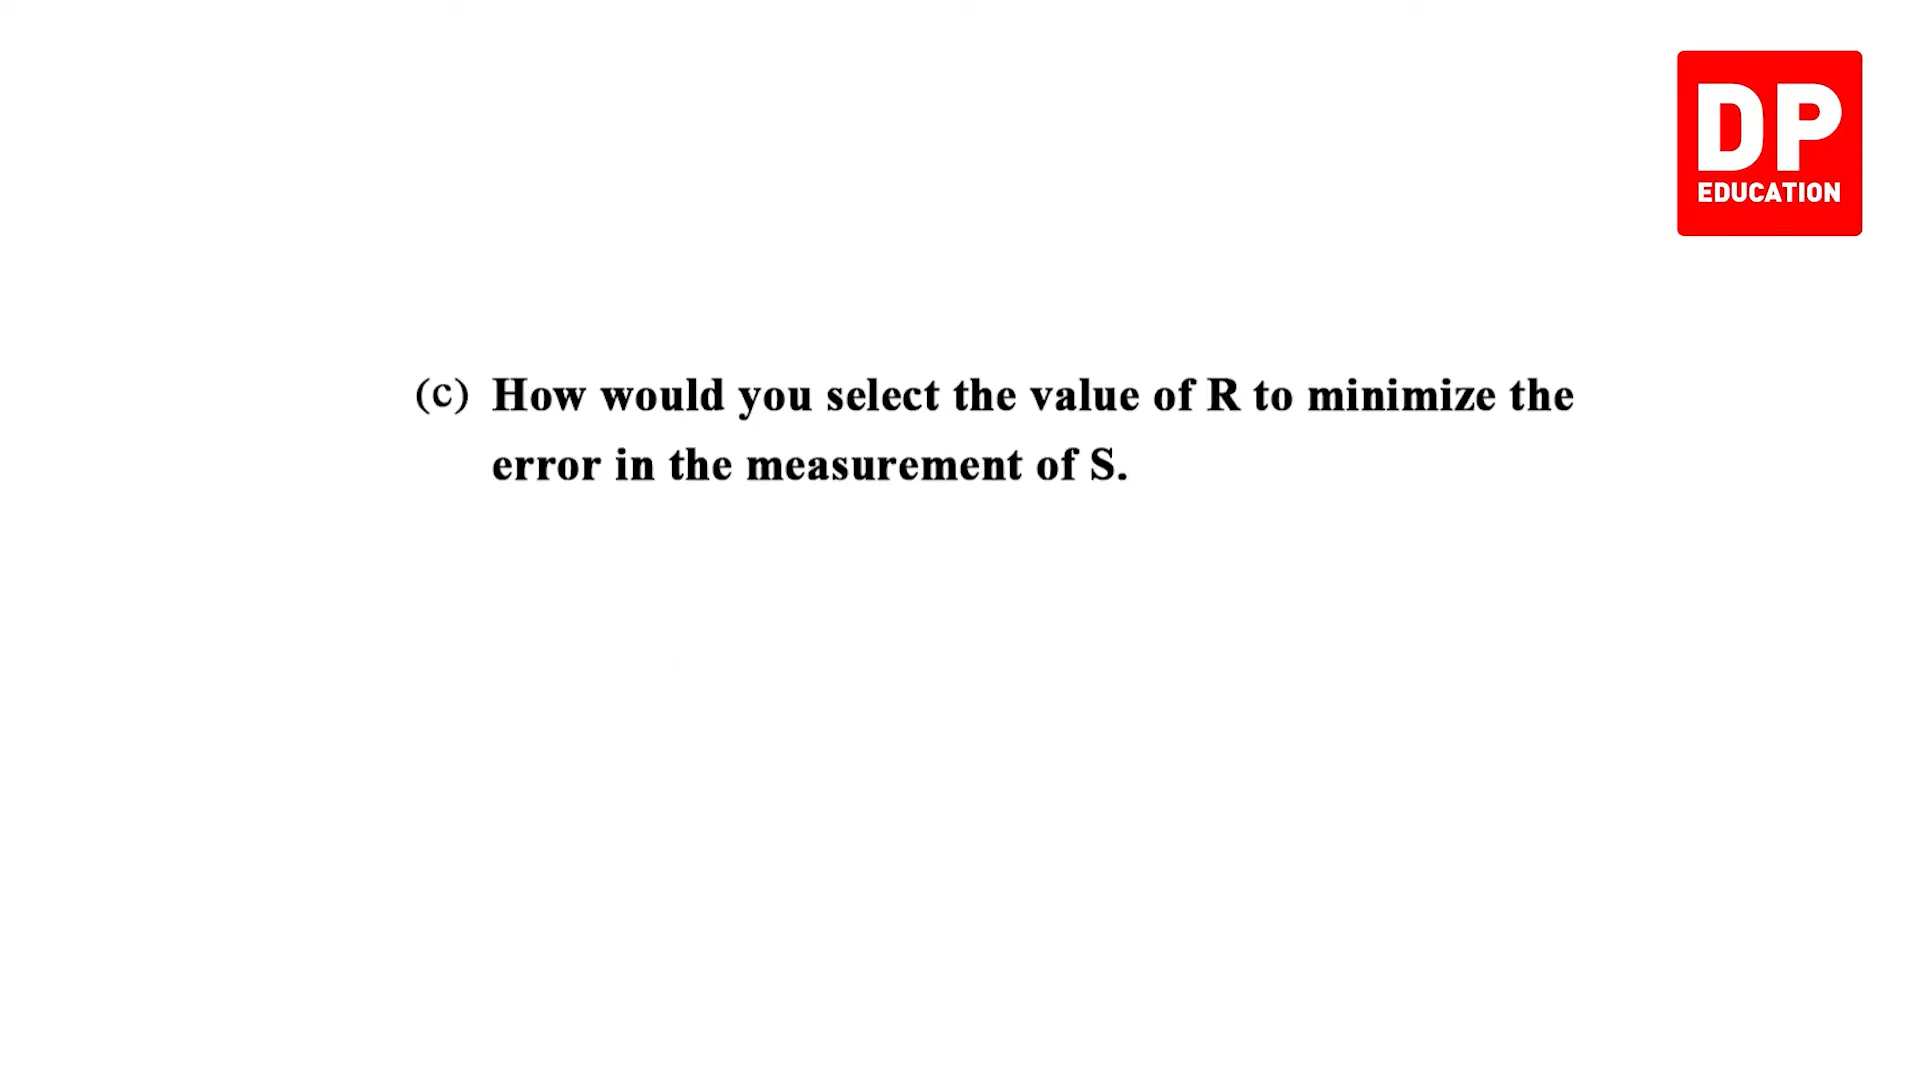 DP
EDUCATION
(c) How would you select the value of R to minimize the
error in the measurement of S.